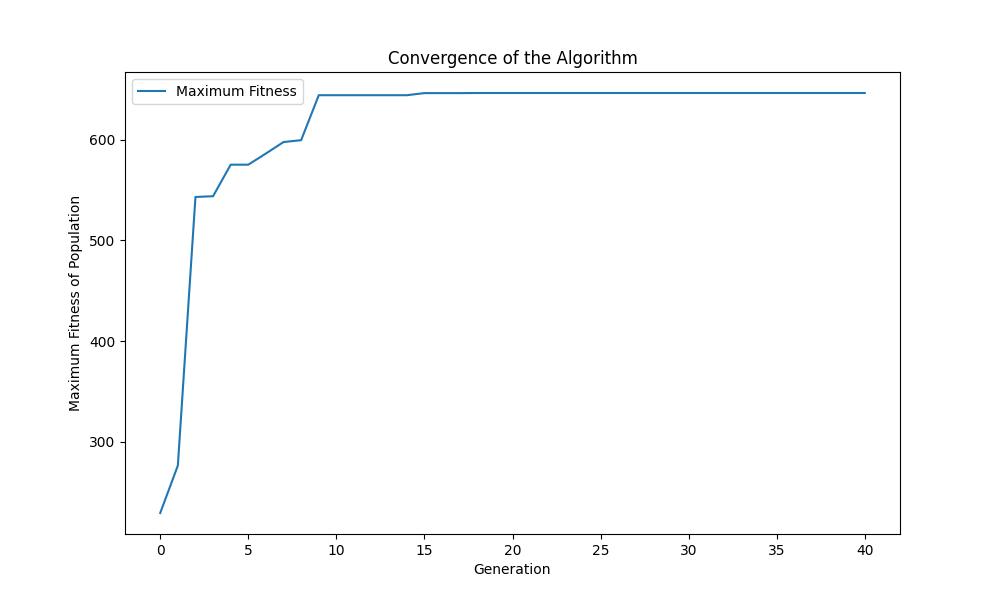 Convergence of the Algorithm
Maximum Fitness
Maximum Fitness of Population
600
500
400
300
0 5 10 15 20 25 30 35 40
Generation